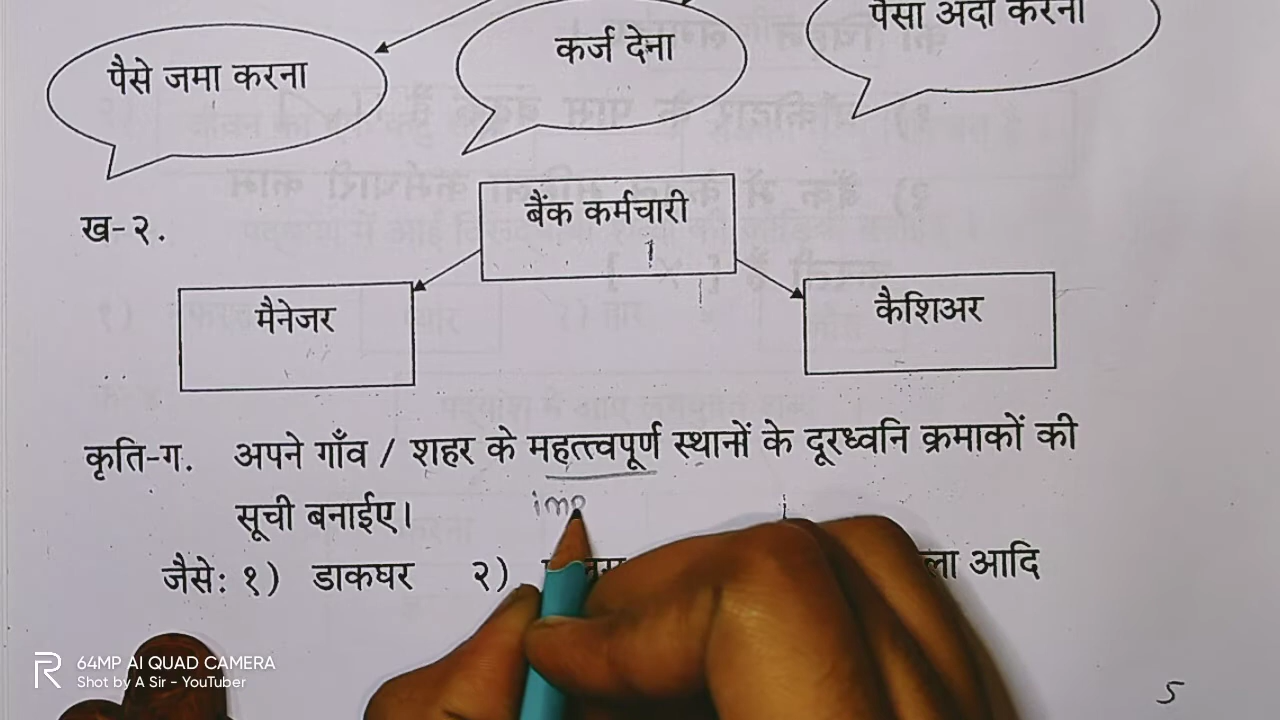 पैसे जमा करना
कर्ज देना
पैसा अदा करना
ख-२.
बैंक कर्मचारी
मैनेजर
कैशिअर
कृति-ग. अपने गाँव / शहर के महत्त्वपूर्ण स्थानों के दूरध्वनि क्रमाकों की
सूची बनाईए।
imp
जैसे: १) डाकघर २) आदि
64MP AI QUAD CAMERA
Shot by A Sir - YouTuber
5